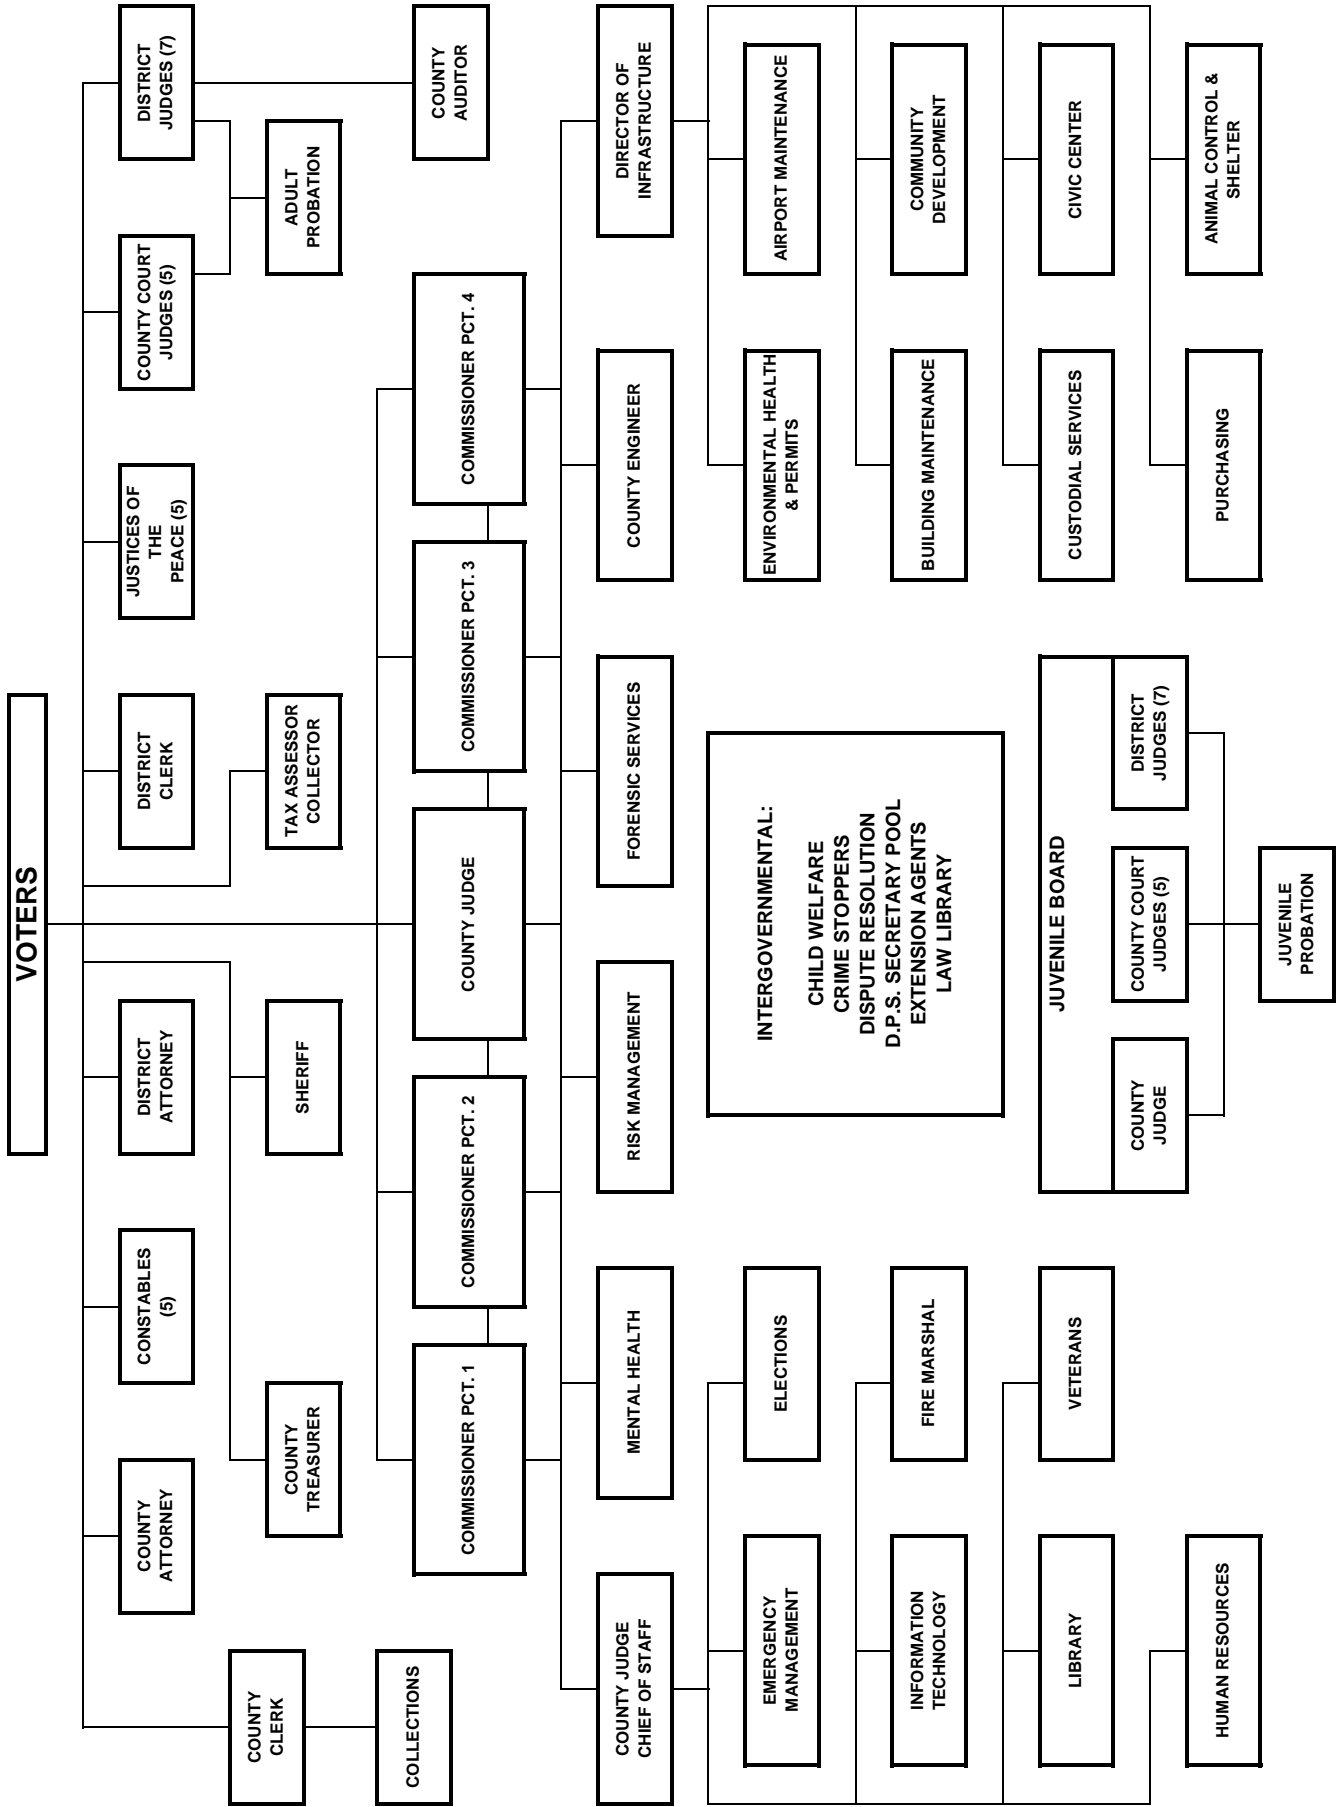 VOTERS
COUNTY
ATTORNEY
CONSTABLES
(5)
DISTRICT
ATTORNEY
DISTRICT
CLERK
JUSTICES OF
THE
PEACE (5)
COUNTY COURT
JUDGES (5)
DISTRICT
JUDGES (7)
COUNTY
CLERK
COUNTY
TREASURER
SHERIFF
TAX ASSESSOR
COLLECTOR
ADULT
PROBATION
COLLECTIONS
COMMISSIONER PCT. 1
COMMISSIONER PCT. 2
COUNTY JUDGE
COMMISSIONER PCT. 3
COMMISSIONER PCT. 4
COUNTY
AUDITOR
COUNTY JUDGE
CHIEF OF STAFF
MENTAL HEALTH
RISK MANAGEMENT
FORENSIC SERVICES
COUNTY ENGINEER
DIRECTOR OF
INFRASTRUCTURE
EMERGENCY
MANAGEMENT
ELECTIONS
INFORMATION
TECHNOLOGY
FIRE MARSHAL
LIBRARY
VETERANS
HUMAN RESOURCES
INTERGOVERNMENTAL:
CHILD WELFARE
CRIME STOPPERS
DISPUTE RESOLUTION
D.P.S. SECRETARY POOL
EXTENSION AGENTS
LAW LIBRARY
JUVENILE BOARD
COUNTY
JUDGE
COUNTY COURT
JUDGES (5)
DISTRICT
JUDGES (7)
JUVENILE
PROBATION
ENVIRONMENTAL HEALTH
& PERMITS
AIRPORT MAINTENANCE
BUILDING MAINTENANCE
COMMUNITY
DEVELOPMENT
CUSTODIAL SERVICES
CIVIC CENTER
PURCHASING
ANIMAL CONTROL &
SHELTER